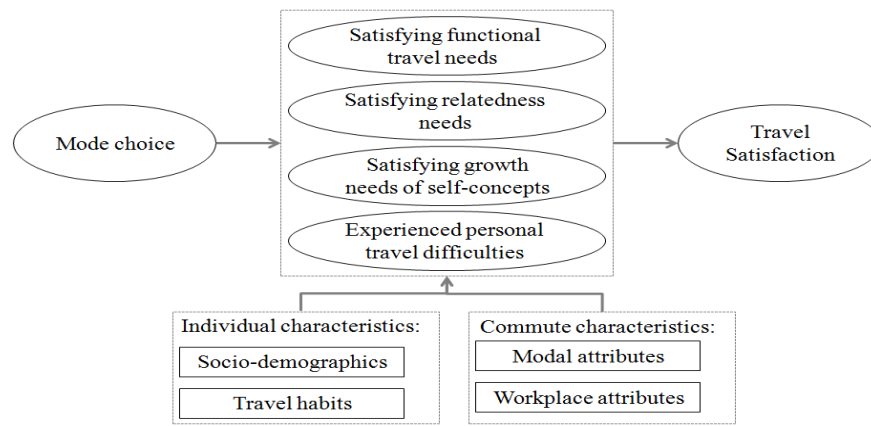 Mode choice
Satisfying functional
travel needs
Satisfying relatedness
needs
Satisfying growth
needs of self-concepts
Experienced personal
travel difficulties
Travel
Satisfaction
Individual characteristics:
Socio-demographics
Travel habits
Commute characteristics:
Modal attributes
Workplace attributes